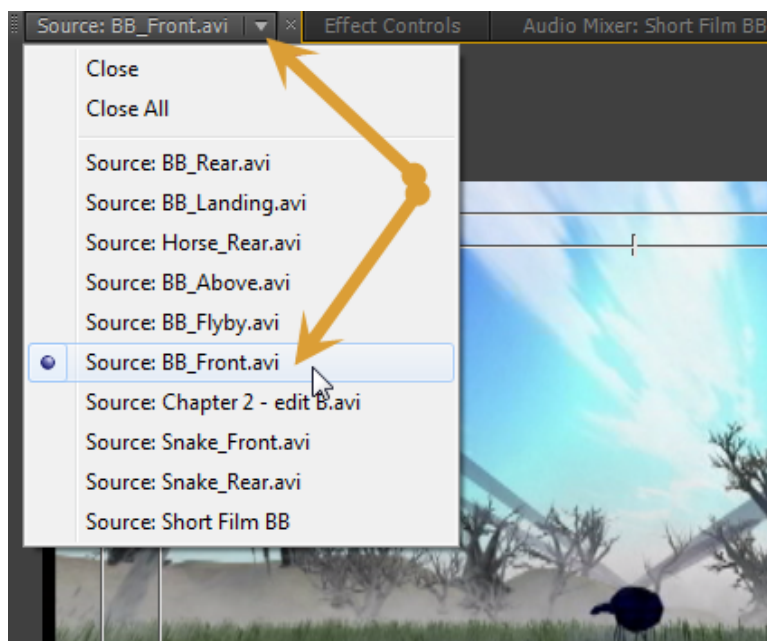 Source: BB_Front.avi Effect Controls Audio Mixer: Short Film BB
Close
Close All
Source: BB_Rear.avi
Source: BB_Landing.avi
Source: Horse_Rear.avi
Source: BB_Above.avi
Source: BB_Flyby.avi
Source: BB_Front.avi
Source: Chapter 2 - edit B.avi
Source: Snake_Front.avi
Source: Snake_Rear.avi
Source: Short Film BB